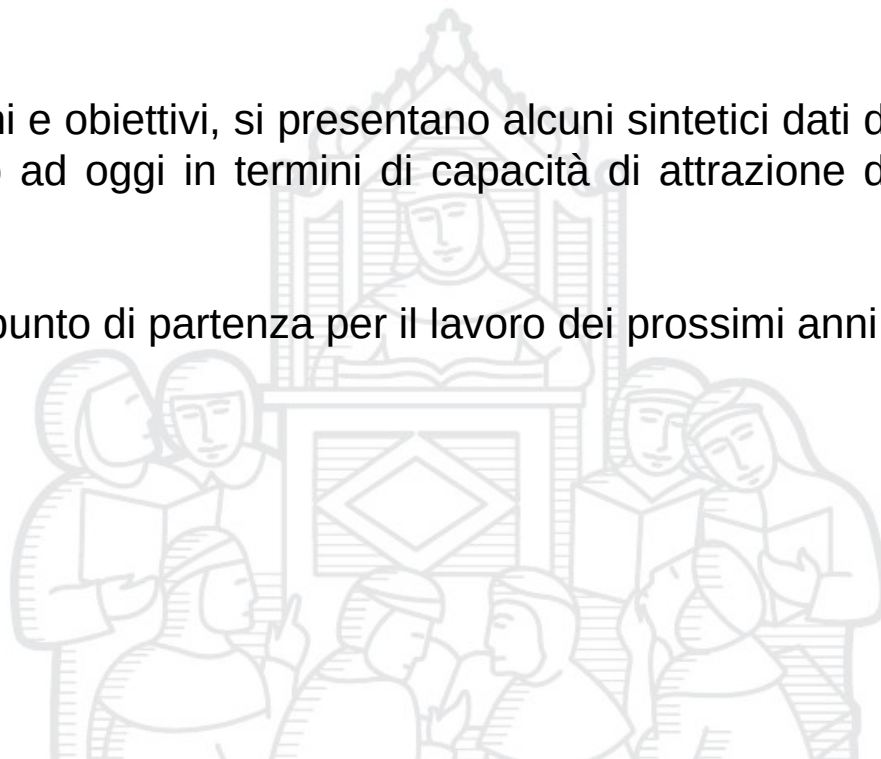 ni e obiettivi, si presentano alcuni sintetici dati d
ad oggi in termini di capacità di attrazione d
punto di partenza per il lavoro dei prossimi anni